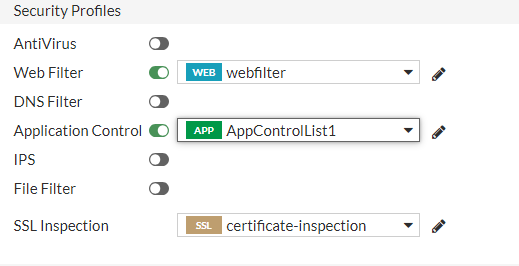 Security Profiles
AntiVirus
Web Filter WEB webfilter
DNS Filter
Application Control APP AppControlList1
IPS
File Filter
SSL Inspection SSL certificate-inspection